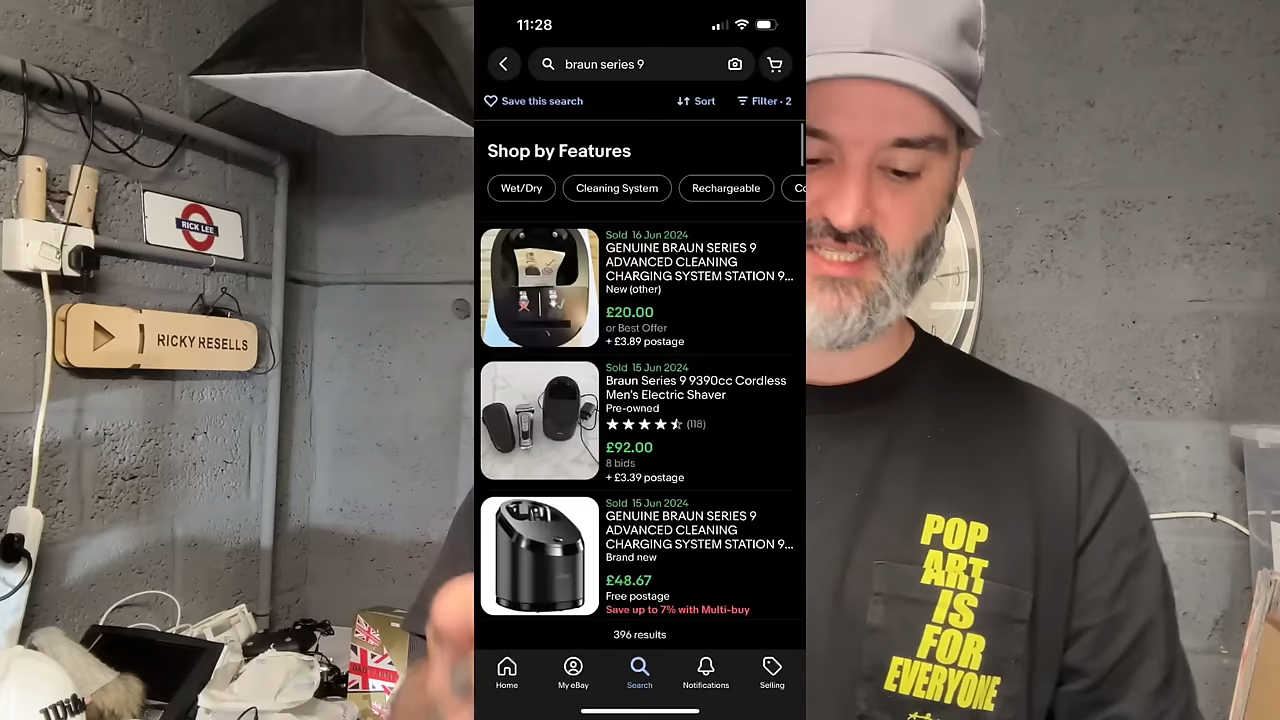 11:28
braun series 9
Save this search
Sort
Filter · 2
Shop by Features
Wet/Dry
Cleaning System
Rechargeable
Co
Sold 16 Jun 2024
GENUINE BRAUN SERIES 9
ADVANCED CLEANING
CHARGING SYSTEM STATION 9...
New (other)
£20.00
or Best Offer
+ £3.89 postage
Sold 15 Jun 2024
Braun Series 9 9390cc Cordless
Men's Electric Shaver
Pre-owned
(118)
£92.00
8 bids
+ £3.39 postage
Sold 15 Jun 2024
GENUINE BRAUN SERIES 9
ADVANCED CLEANING
CHARGING SYSTEM STATION 9...
Brand new
£48.67
Free postage
Save up to 7% with Multi-buy
396 results
Home
My eBay
Search
Notifications
Selling
RICK LEE
RICKY RESELLS
POP
ART
IS
FOR
EVERYONE